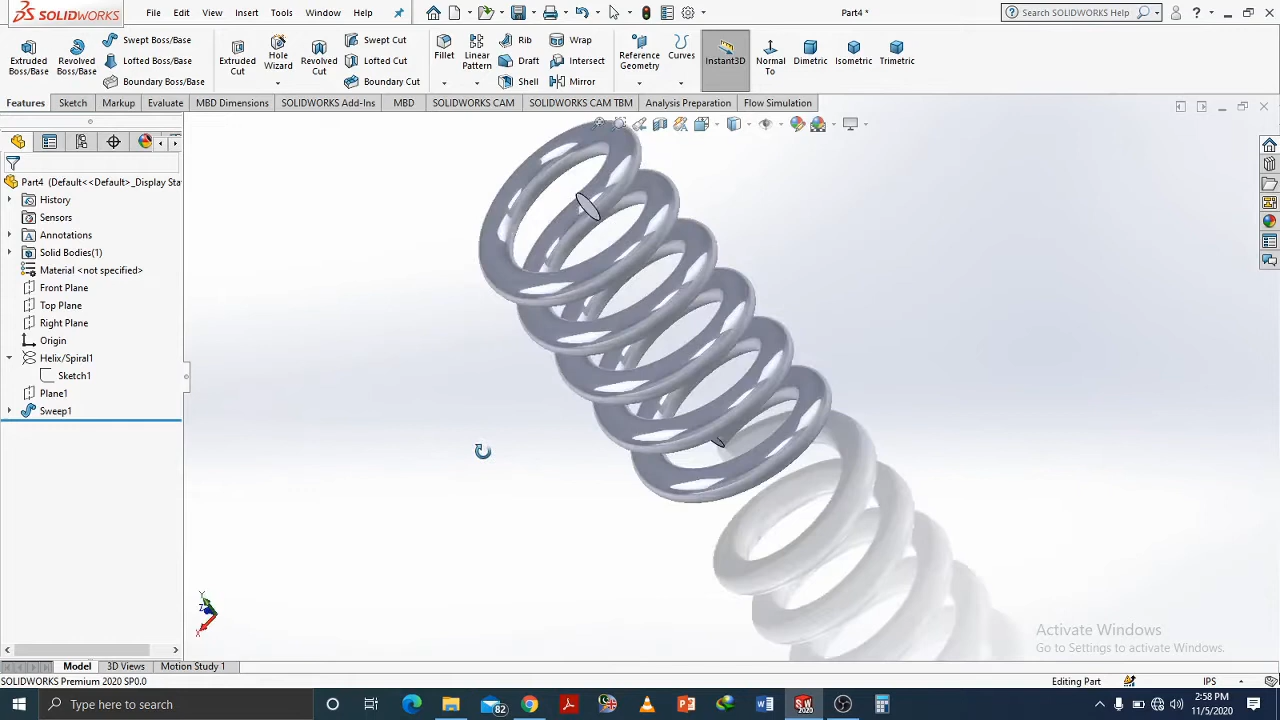 SOLIDWORKS File Edit View Insert Tools Window Help Part4 * Search SOLIDWORKS Help
Extruded Boss/Base Revolved Boss/Base Swept Boss/Base Lofted Boss/Base Boundary Boss/Base Extruded Cut Hole Wizard Revolved Cut Swept Cut Lofted Cut Boundary Cut Fillet Linear Pattern Rib Draft Shell Wrap Intersect Mirror Reference Geometry Curves Instant3D Normal To Dimetric Isometric Trimetric
Features Sketch Markup Evaluate MBD Dimensions SOLIDWORKS Add-Ins MBD SOLIDWORKS CAM SOLIDWORKS CAM TBM Analysis Preparation Flow Simulation
Part4 (Default<<Default>_Display Sta
History
Sensors
Annotations
Solid Bodies(1)
Material <not specified>
Front Plane
Top Plane
Right Plane
Origin
Helix/Spiral1
Sketch1
Plane1
Sweep1
Y
Z
X
Activate Windows
Go to Settings to activate Windows.
Model 3D Views Motion Study 1
SOLIDWORKS Premium 2020 SP0.0 Editing Part IPS
Type here to search 82 SW 2020 2:58 PM
11/5/2020